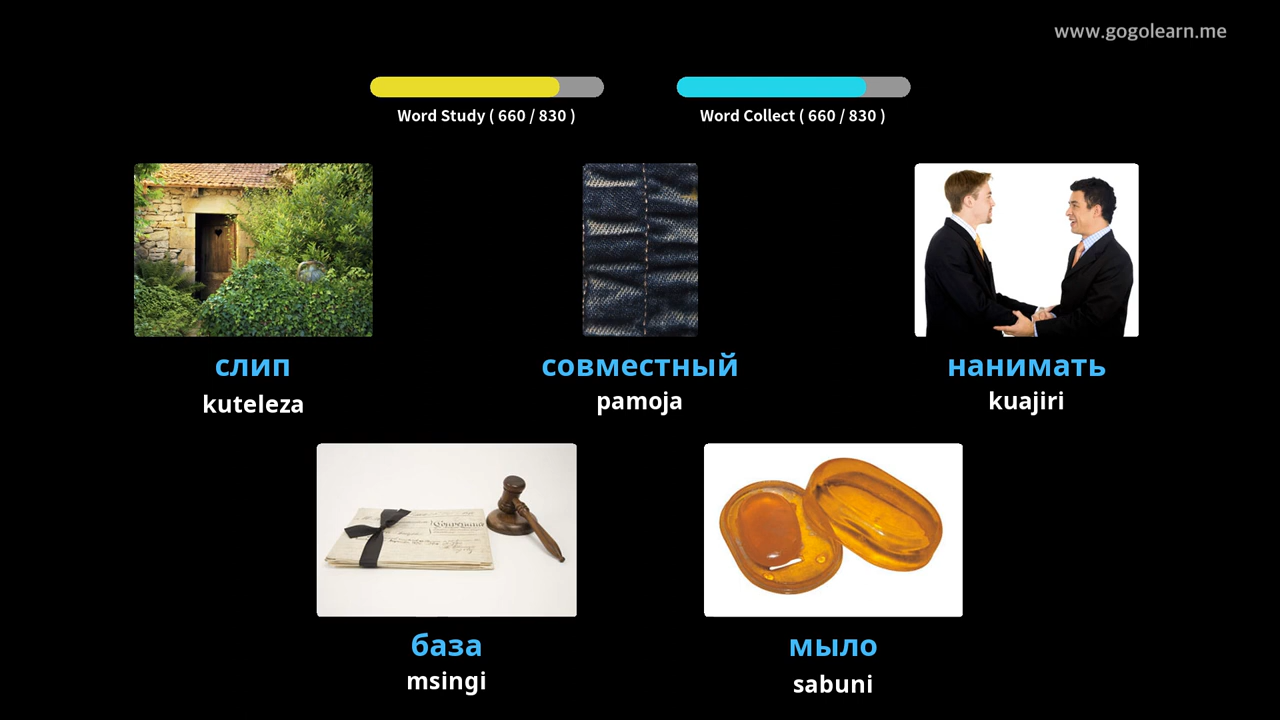 www.gogolearn.me
Word Study ( 660 / 830 )
Word Collect ( 660 / 830 )
слип
совместный
нанимать
kuteleza
pamoja
kuajiri
база
мыло
msingi
sabuni